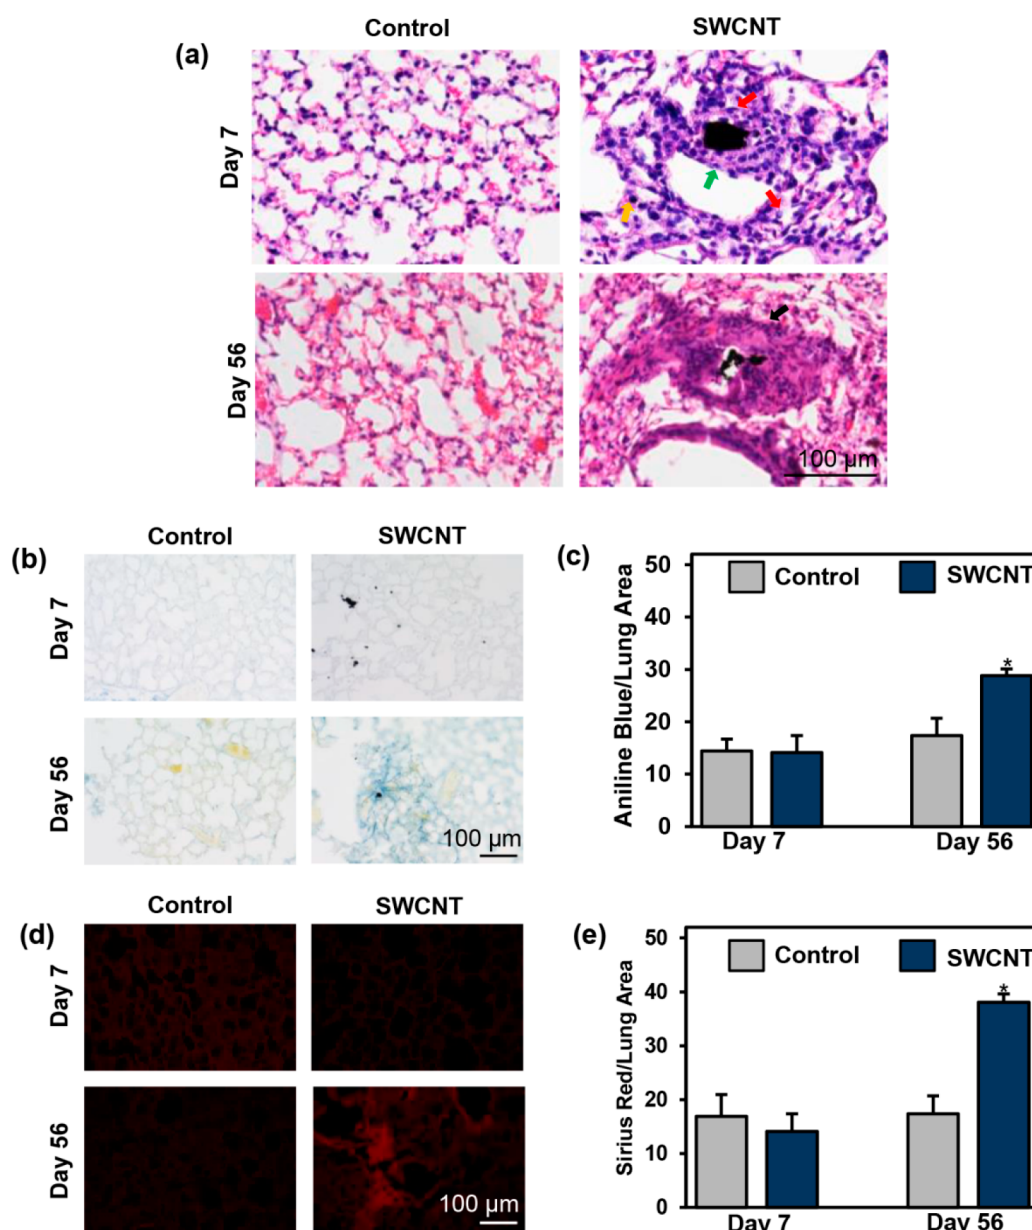 Control SWCNT
(a)
Day 7
Day 56
100 µm
Control SWCNT
(b)
Day 7
Day 56
100 µm
(c)
Aniline Blue/Lung Area
50
40
30
20
10
0
Control SWCNT
*
Day 7 Day 56
Control SWCNT
(d)
Day 7
Day 56
100 µm
(e)
Sirius Red/Lung Area
50
40
30
20
10
0
Control SWCNT
*
Day 7 Day 56